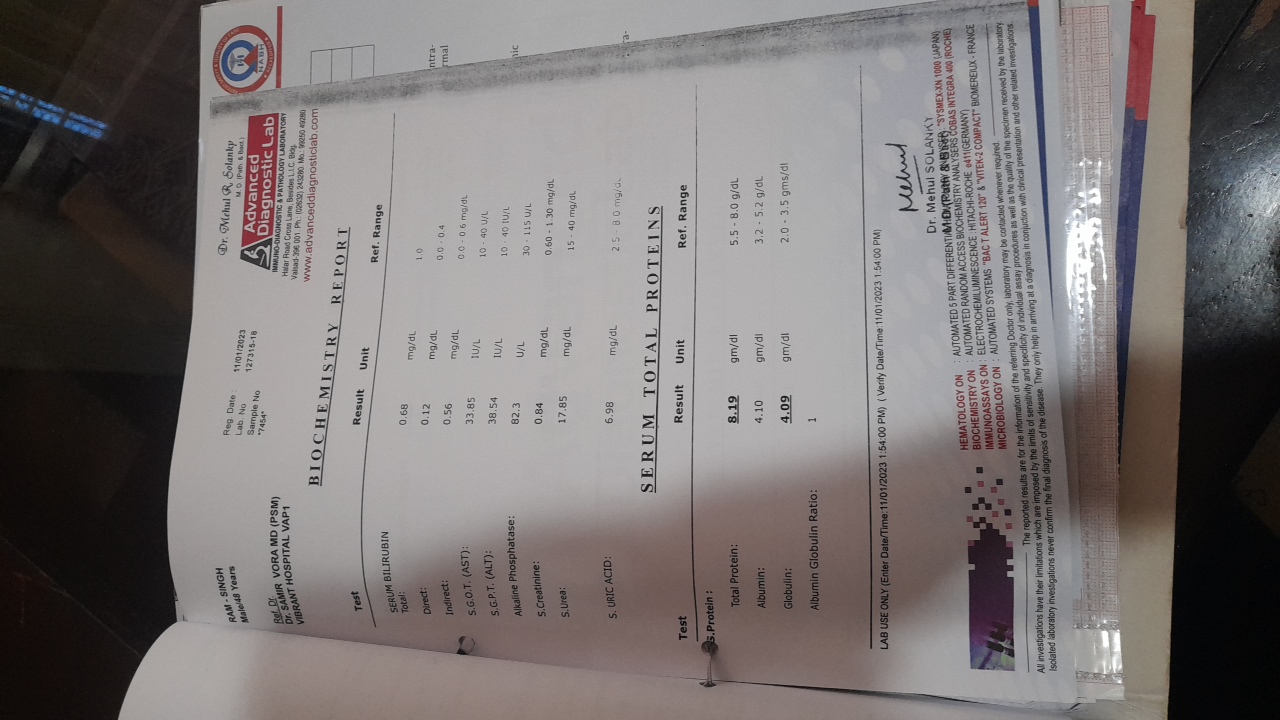 RAM - SINGH
Male/48 Years
Ref. Dr
Dr. SAMIR VORA MD (PSM)
VIBRANT HOSPITAL VAP1
Reg. Date : 11/01/2023
Lab. No 127315-18
Sample No
*7454*
Dr. Mehul R. Solanky
M. D. (Path. & Bact.)
Advanced
Diagnostic Lab
IMMUNO-DIAGNOSTIC & PATHOLOGY LABORATORY
Halar Road Cross Lane, Besides L.I.C. Bldg.
Valsad-396 001. Ph.: (02632) 243280. Mo.: 99250 49280
www.advanceddiagnosticlab.com
NABH
BIOCHEMISTRY REPORT
Test Result Unit Ref. Range
SERUM BILIRUBIN
Total: 0.68 mg/dL 1.0
Direct: 0.12 mg/dL 0.0 - 0.4
Indirect: 0.56 mg/dL 0.0 - 0.6 mg/dL
S.G.O.T. (AST): 33.85 IU/L 10 - 40 U/L
S.G.P.T. (ALT): 38.54 IU/L 10 - 40 IU/L
Alkaline Phosphatase: 82.3 U/L 30 - 115 U/L
S.Creatinine: 0.84 mg/dL 0.60 - 1.30 mg/dL
S.Urea: 17.85 mg/dL 15 - 40 mg/dL
S. URIC ACID: 6.98 mg/dL 2.5 - 8.0 mg/dL
SERUM TOTAL PROTEINS
Test Result Unit Ref. Range
S.Protein :
Total Protein: 8.19 gm/dl 5.5 - 8.0 g/dL
Albumin: 4.10 gm/dl 3.2 - 5.2 g/dL
Globulin: 4.09 gm/dl 2.0 - 3.5 gms/dl
Albumin Globulin Ratio: 1
LAB USE ONLY (Enter Date/Time:11/01/2023 1:54:00 PM) ( Verify Date/Time:11/01/2023 1:54:00 PM)
Mehul
Dr. Mehul SOLANKY
M.D.(Path & Bact)
HEMATOLOGY ON : AUTOMATED 5 PART DIFFERENTIAL "SYSMEX-XN 1000 (JAPAN)
BIOCHEMISTRY ON : AUTOMATED RANDOM ACCESS BIOCHEMISTRY ANALYSERS COBAS INTEGRA 400 (ROCHE)
IMMUNOASSAYS ON : ELECTROCHEMILUMINESCENCE :HITACHI-ROCHE e411(GERMANY)
MICROBIOLOGY ON : AUTOMATED SYSTEMS "BAC T ALERT 120" & "VITEK-2 COMPACT" BIOMEREIUX - FRANCE
The reported results are for the information of the referring Doctor only, laboratory may be contacted whenever required.
All investigations have their limitations which are imposed by the limits of sensitivity and specificity of individual assay procedures as well as the quality of the specimen received by the laboratory.
Isolated laboratory investigations never confirm the final diagnosis of the disease. They only help in arriving at a diagnosis in conjuction with clinical presentation and other related investigations.